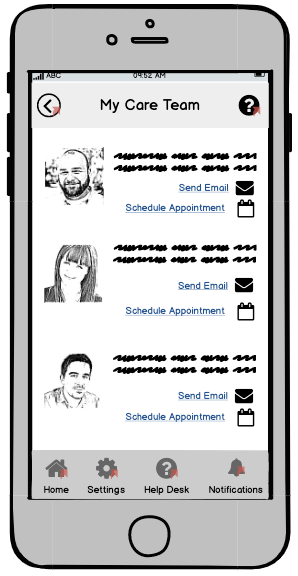 ABC 09:52 AM
My Care Team
Send Email
Schedule Appointment
Send Email
Schedule Appointment
Send Email
Schedule Appointment
Home Settings Help Desk Notifications